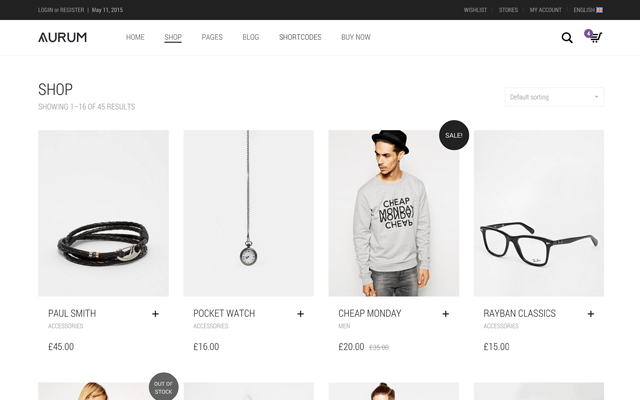 LOGIN or REGISTER | May 11, 2015
WISHLIST STORES MY ACCOUNT ENGLISH
AURUM
HOME SHOP PAGES BLOG SHORTCODES BUY NOW
SHOP
SHOWING 1–16 OF 45 RESULTS
Default sorting
SALE!
CHEAP
MONDAY
MONDAY
CHEAP
PAUL SMITH +
ACCESSORIES
£45.00
POCKET WATCH +
ACCESSORIES
£16.00
CHEAP MONDAY +
MEN
£20.00 £35.00
RAYBAN CLASSICS +
ACCESSORIES
£15.00
OUT OF
STOCK